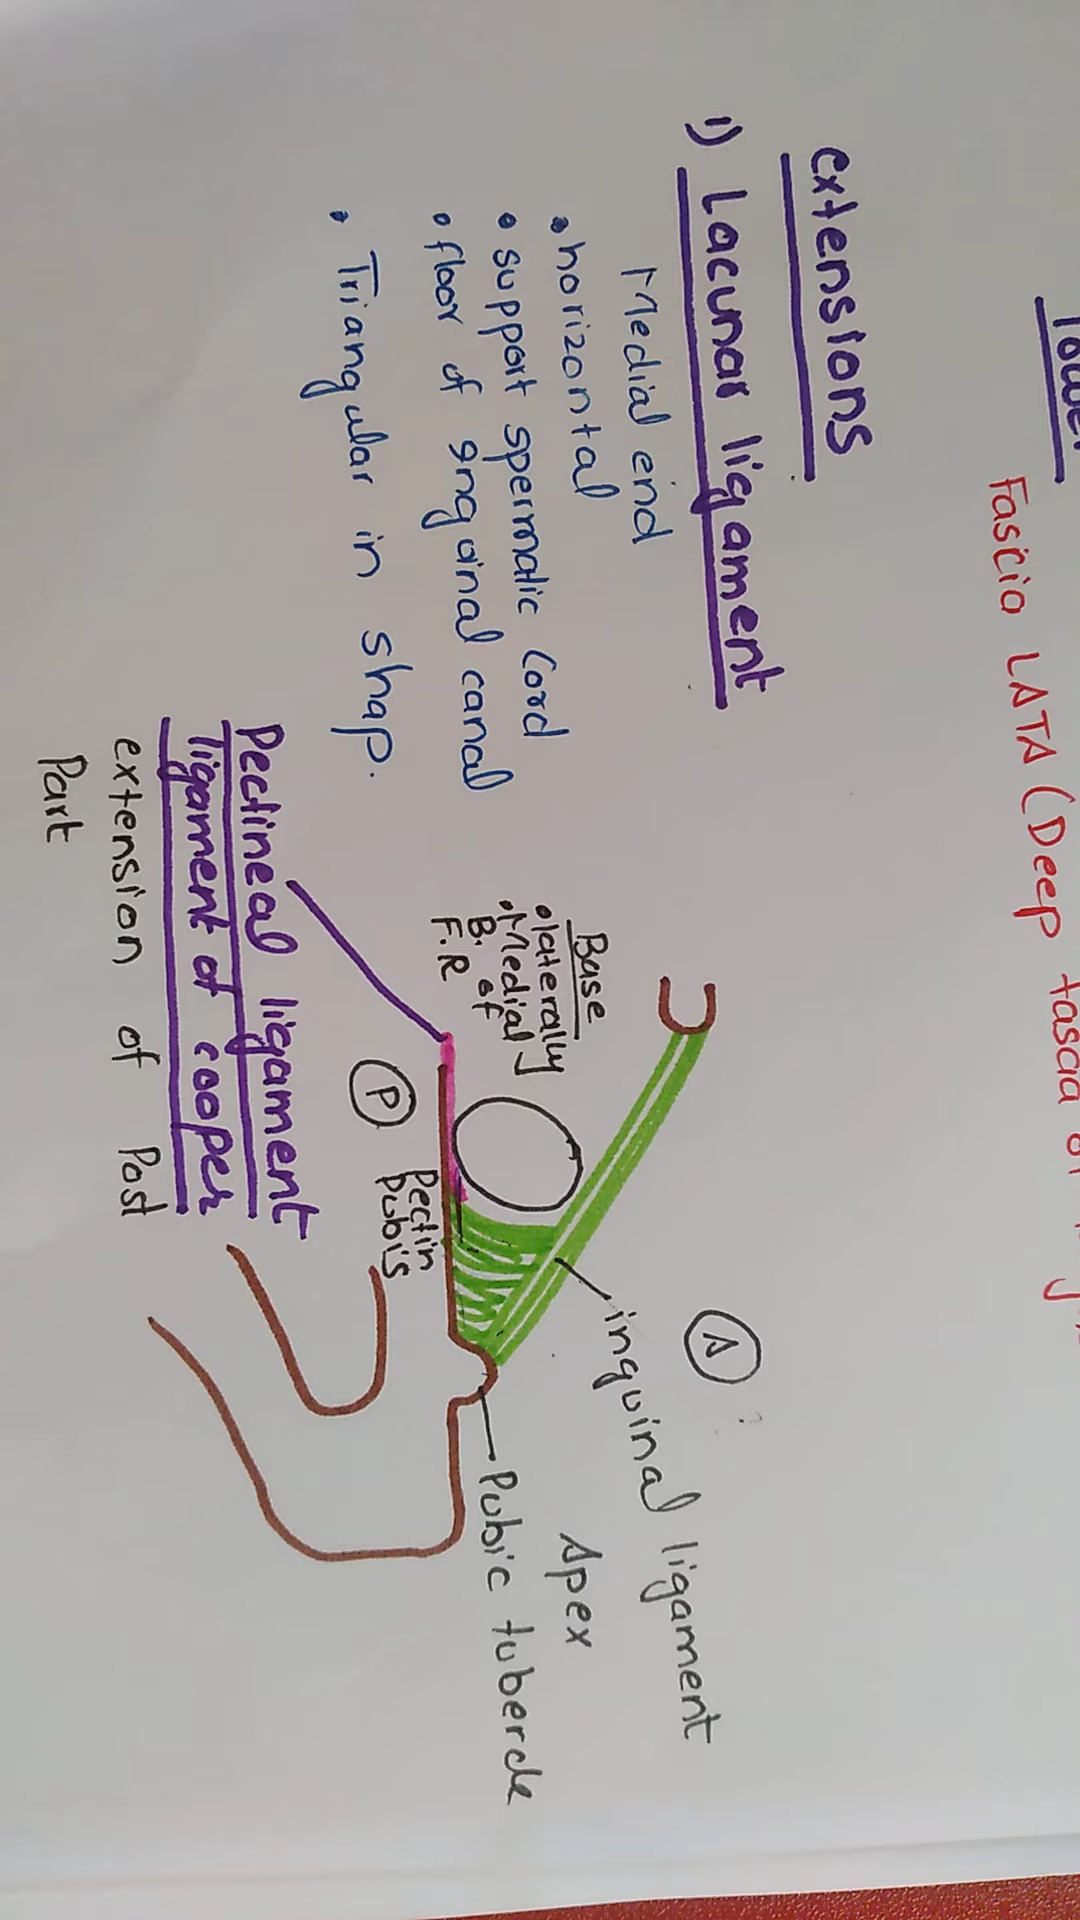 Fascia LATA (Deep fascia of
extensions
1) Lacunar ligament
Medial end
• horizontal
• support spermatic Cord
• floor of Inguinal canal
• Triangular in shap.
Base
• laterally
• Medial
B. of
F.R
A
inguinal ligament
Apex
Pubic tubercle
P
Pectin
Pubis
Pectineal ligament
ligament of cooper
extension of Post
Part